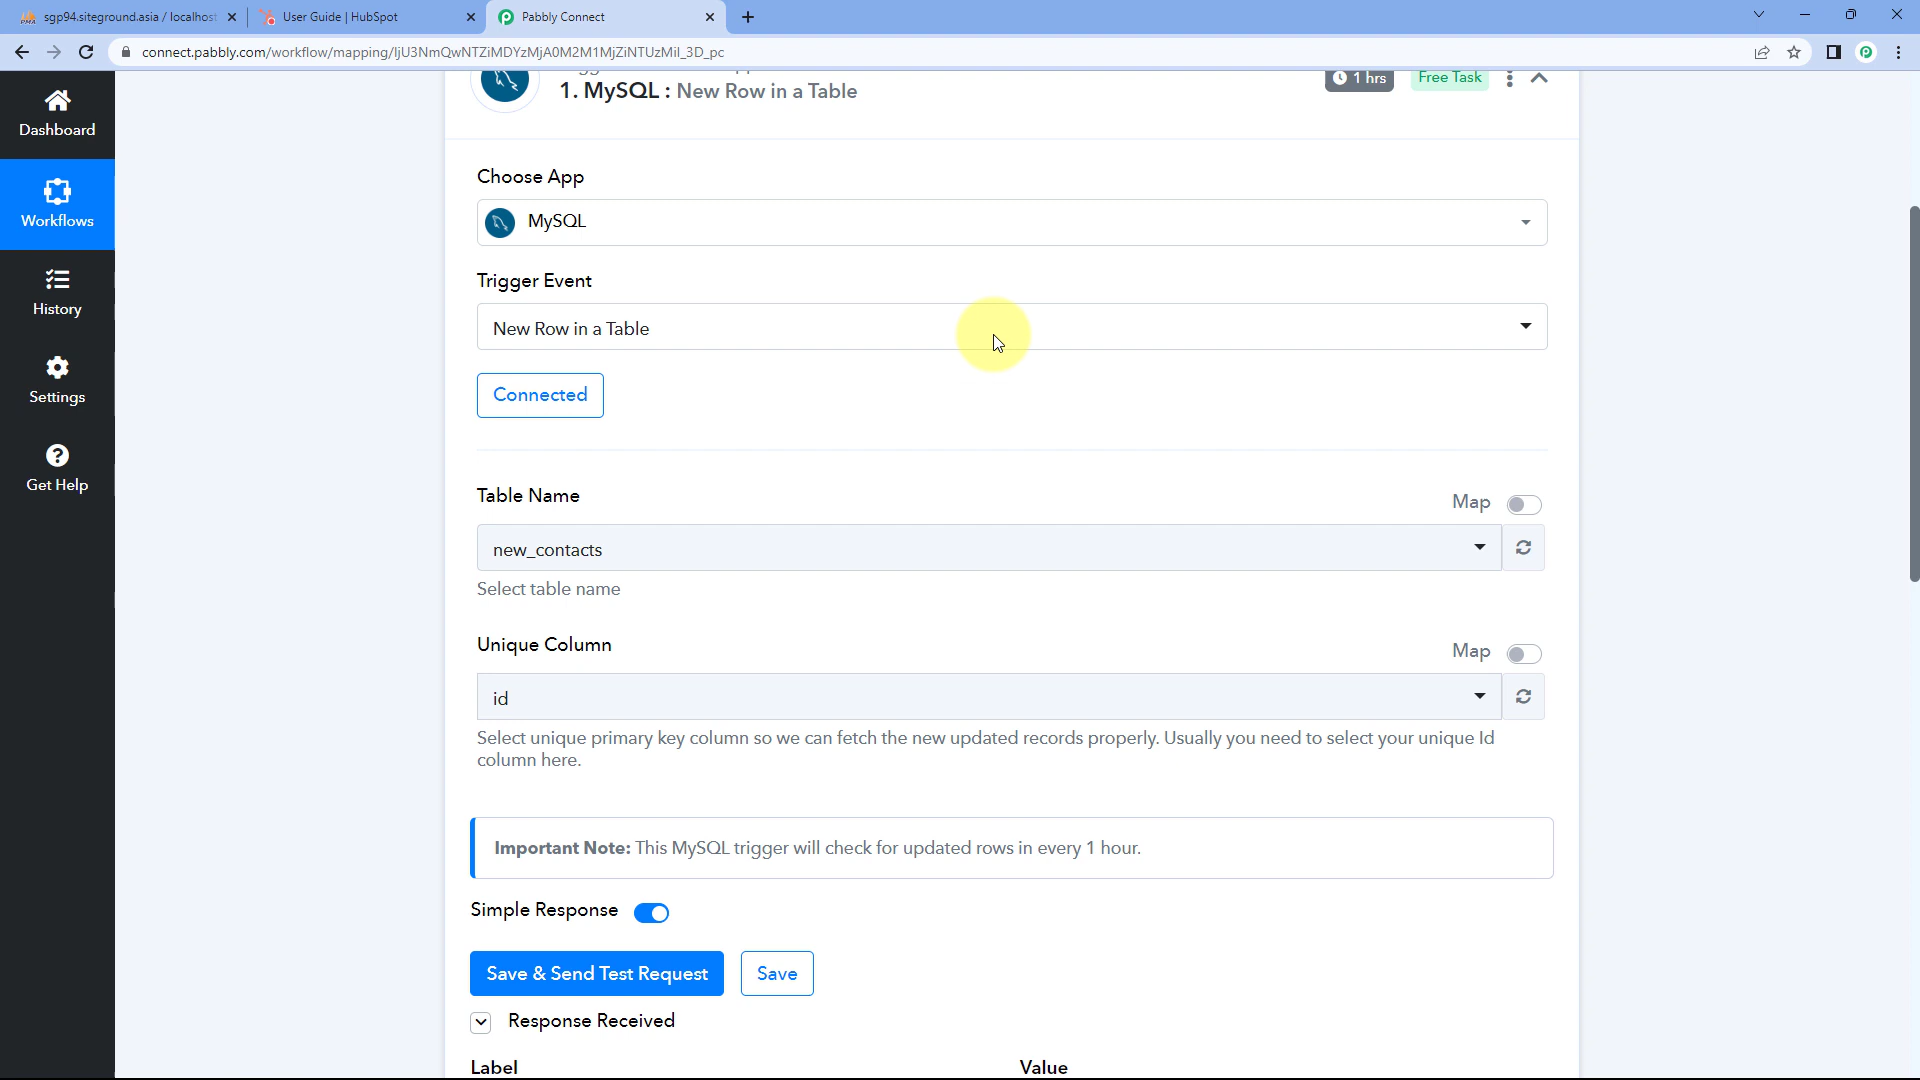 sgp94.siteground.asia / localhost
User Guide | HubSpot
Pabbly Connect
connect.pabbly.com/workflow/mapping/IjU3NmQwNTZiMDYzMjA0M2M1MjZiNTUzMiI_3D_pc
1. MySQL : New Row in a Table
1 hrs
Free Task
Dashboard
Workflows
History
Settings
Get Help
Choose App
MySQL
Trigger Event
New Row in a Table
Connected
Table Name
Map
new_contacts
Select table name
Unique Column
Map
id
Select unique primary key column so we can fetch the new updated records properly. Usually you need to select your unique Id
column here.
Important Note: This MySQL trigger will check for updated rows in every 1 hour.
Simple Response
Save & Send Test Request
Save
Response Received
Label
Value